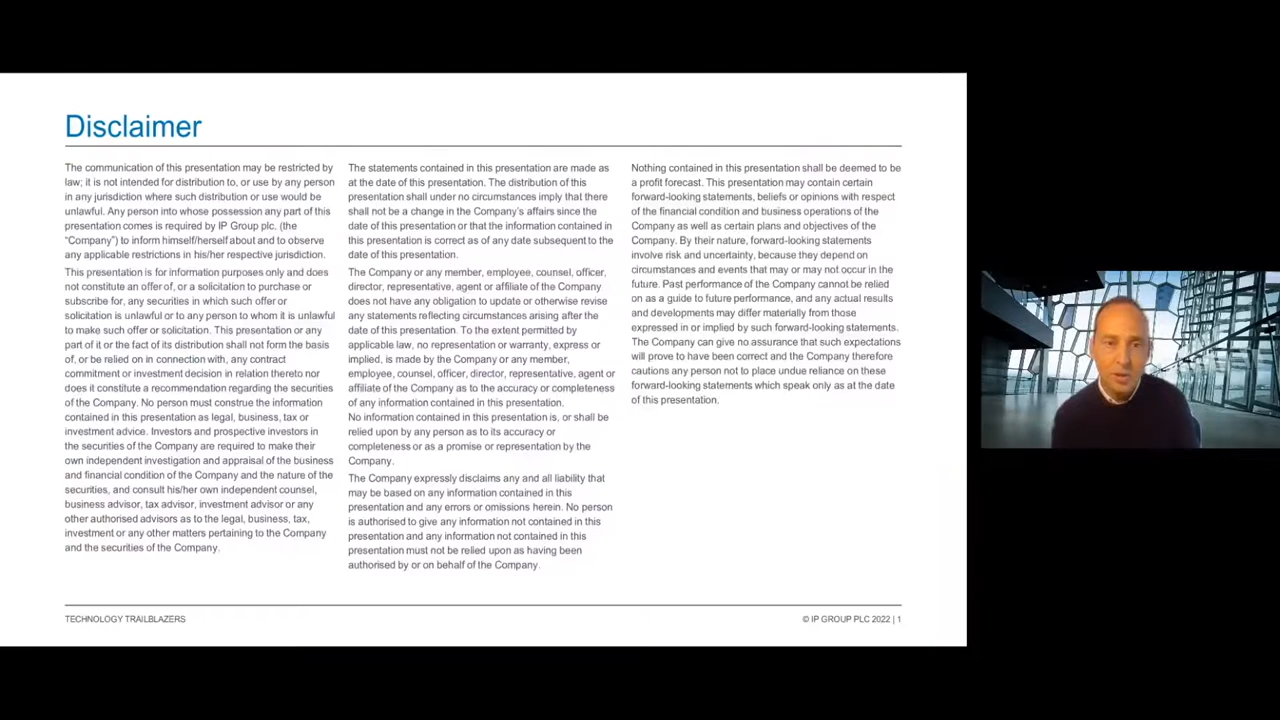 Disclaimer
The communication of this presentation may be restricted by
law; it is not intended for distribution to, or use by any person
in any jurisdiction where such distribution or use would be
unlawful. Any person into whose possession any part of this
presentation comes is required by IP Group plc. (the
“Company”) to inform himself/herself about and to observe
any applicable restrictions in his/her respective jurisdiction.
This presentation is for information purposes only and does
not constitute an offer of, or a solicitation to purchase or
subscribe for, any securities in which such offer or
solicitation is unlawful or to any person to whom it is unlawful
to make such offer or solicitation. This presentation or any
part of it or the fact of its distribution shall not form the basis
of, or be relied on in connection with, any contract
commitment or investment decision in relation thereto nor
does it constitute a recommendation regarding the securities
of the Company. No person must construe the information
contained in this presentation as legal, business, tax or
investment advice. Investors and prospective investors in
the securities of the Company are required to make their
own independent investigation and appraisal of the business
and financial condition of the Company and the nature of the
securities, and consult his/her own independent counsel,
business advisor, tax advisor, investment advisor or any
other authorised advisors as to the legal, business, tax,
investment or any other matters pertaining to the Company
and the securities of the Company.
The statements contained in this presentation are made as
at the date of this presentation. The distribution of this
presentation shall under no circumstances imply that there
shall not be a change in the Company’s affairs since the
date of this presentation or that the information contained in
this presentation is correct as of any date subsequent to the
date of this presentation.
The Company or any member, employee, counsel, officer,
director, representative, agent or affiliate of the Company
does not have any obligation to update or otherwise revise
any statements reflecting circumstances arising after the
date of this presentation. To the extent permitted by
applicable law, no representation or warranty, express or
implied, is made by the Company or any member,
employee, counsel, officer, director, representative, agent or
affiliate of the Company as to the accuracy or completeness
of any information contained in this presentation.
No information contained in this presentation is, or shall be
relied upon by any person as to its accuracy or
completeness or as a promise or representation by the
Company.
The Company expressly disclaims any and all liability that
may be based on any information contained in this
presentation and any errors or omissions herein. No person
is authorised to give any information not contained in this
presentation and any information not contained in this
presentation must not be relied upon as having been
authorised by or on behalf of the Company.
Nothing contained in this presentation shall be deemed to be
a profit forecast. This presentation may contain certain
forward-looking statements, beliefs or opinions with respect
of the financial condition and business operations of the
Company as well as certain plans and objectives of the
Company. By their nature, forward-looking statements
involve risk and uncertainty, because they depend on
circumstances and events that may or may not occur in the
future. Past performance of the Company cannot be relied
on as a guide to future performance, and any actual results
and developments may differ materially from those
expressed in or implied by such forward-looking statements.
The Company can give no assurance that such expectations
will prove to have been correct and the Company therefore
cautions any person not to place undue reliance on these
forward-looking statements which speak only as at the date
of this presentation.
TECHNOLOGY TRAILBLAZERS
© IP GROUP PLC 2022 | 1